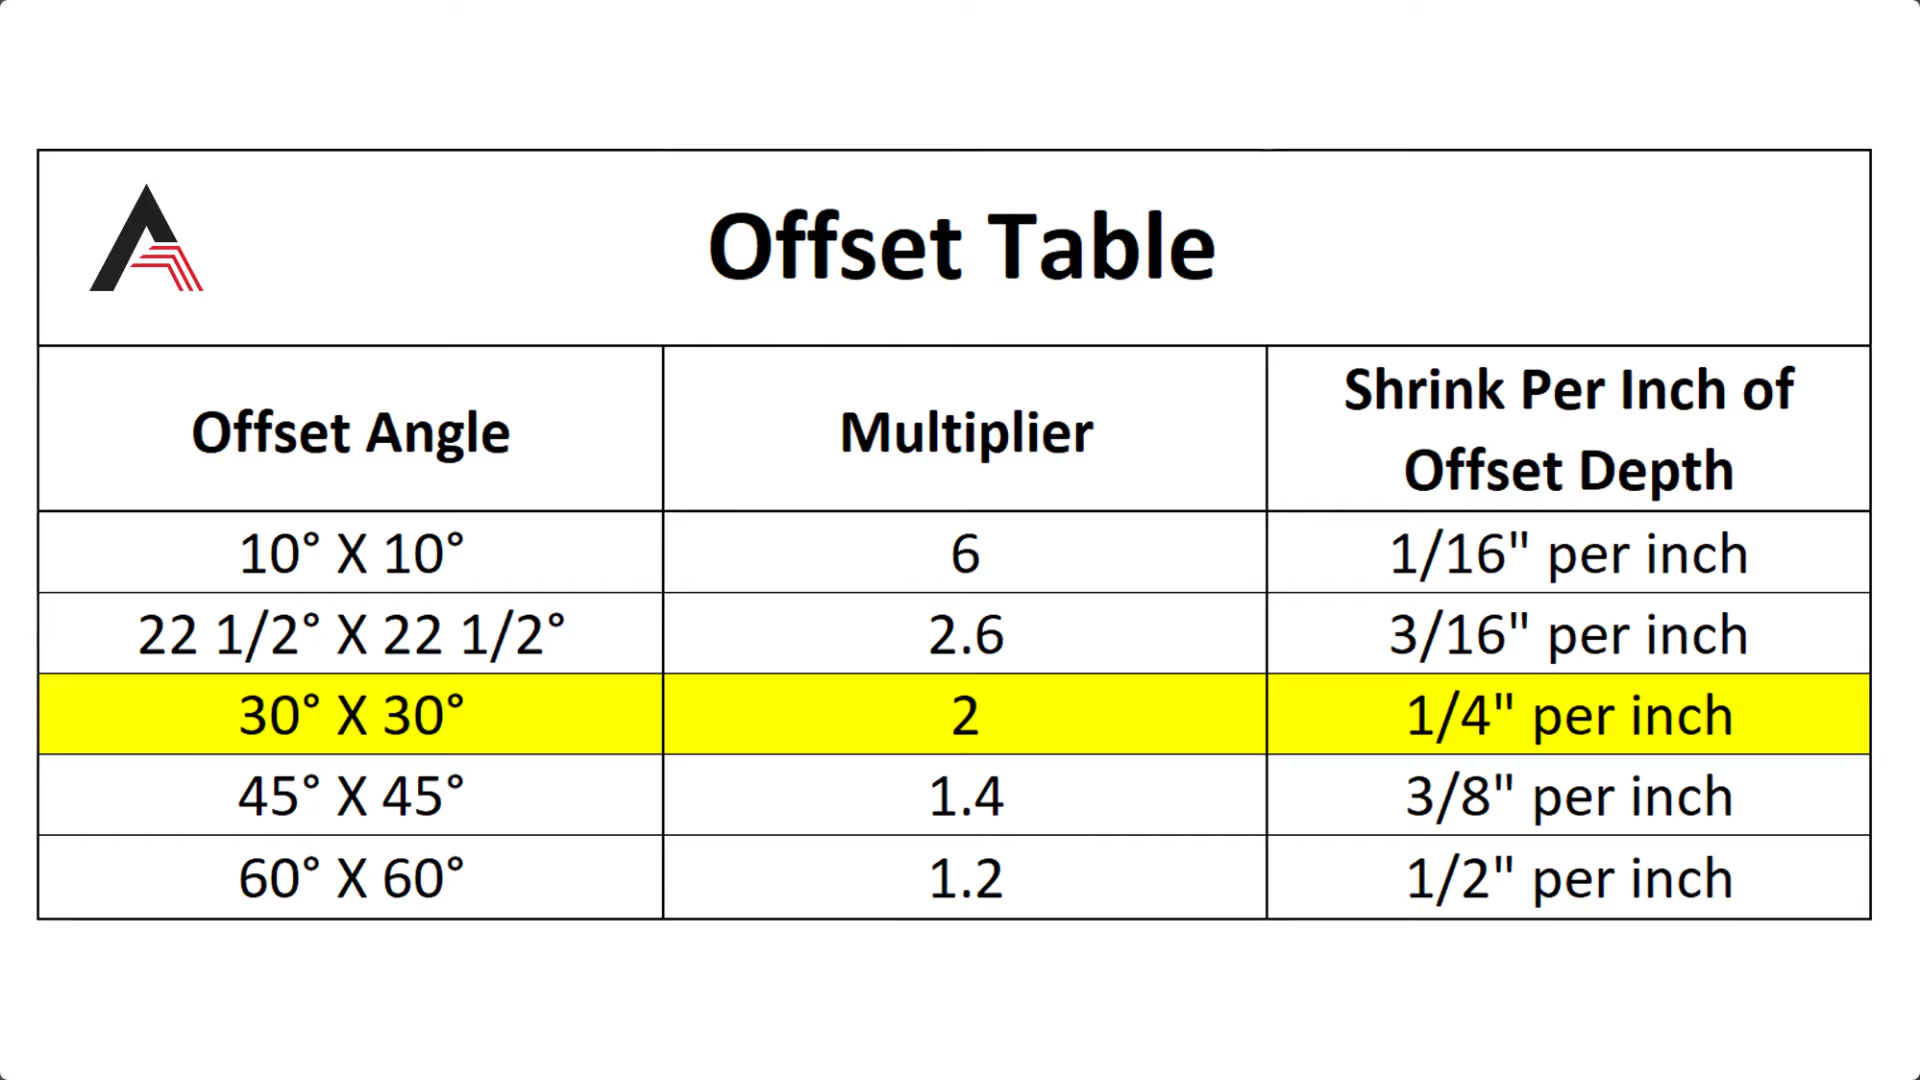 Offset Table
Offset Angle
Multiplier
Shrink Per Inch of
Offset Depth
10° X 10°
6
1/16" per inch
22 1/2° X 22 1/2°
2.6
3/16" per inch
30° X 30°
2
1/4" per inch
45° X 45°
1.4
3/8" per inch
60° X 60°
1.2
1/2" per inch